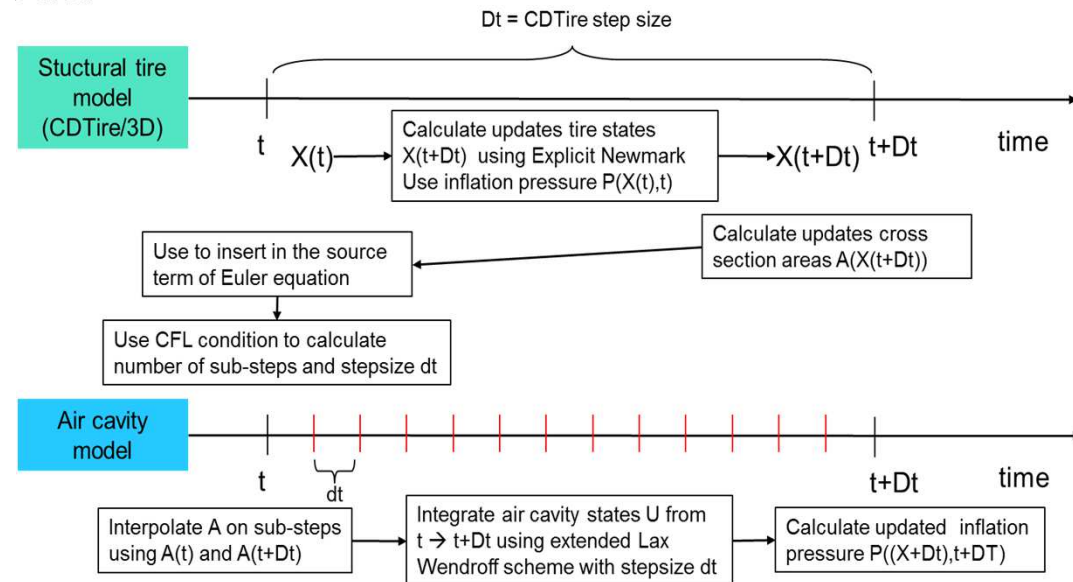 Dt = CDTire step size
Stuctural tire
model
(CDTire/3D)
t
X(t)
Calculate updates tire states
X(t+Dt) using Explicit Newmark
Use inflation pressure P(X(t),t)
X(t+Dt)
t+Dt
time
Use to insert in the source
term of Euler equation
Calculate updates cross
section areas A(X(t+Dt))
Use CFL condition to calculate
number of sub-steps and stepsize dt
Air cavity
model
t
dt
t+Dt
time
Interpolate A on sub-steps
using A(t) and A(t+Dt)
Integrate air cavity states U from
t → t+Dt using extended Lax
Wendroff scheme with stepsize dt
Calculate updated inflation
pressure P((X+Dt),t+DT)